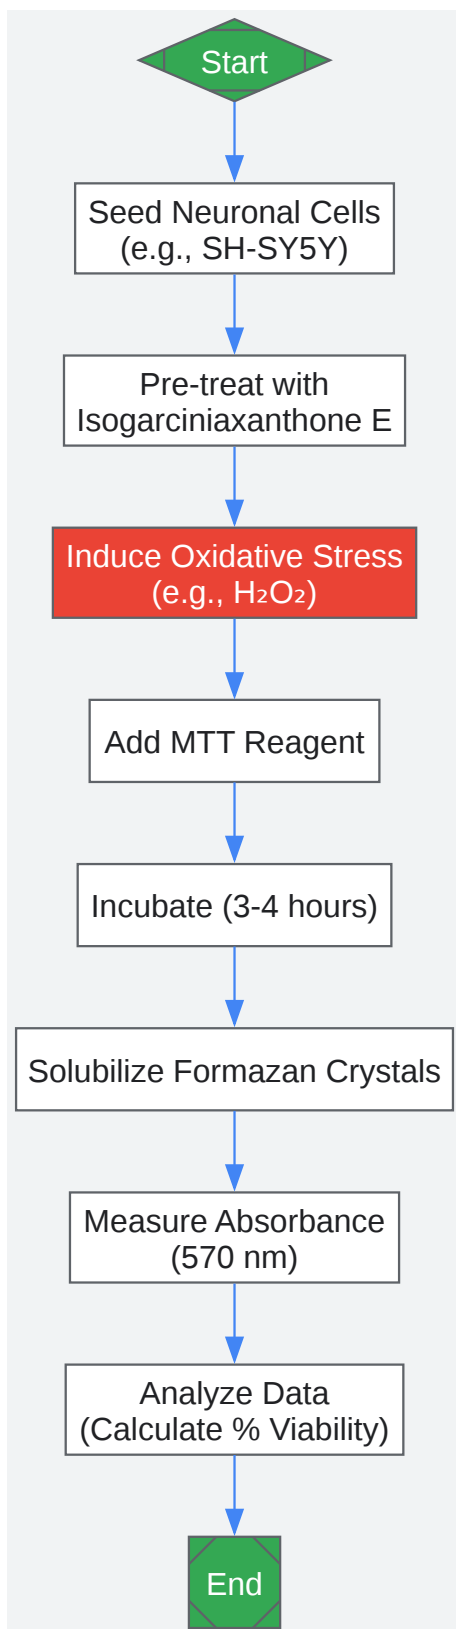 Start
Seed Neuronal Cells
(e.g., SH-SY5Y)
Pre-treat with
Isogarciniaxanthone E
Induce Oxidative Stress
(e.g., H₂O₂)
Add MTT Reagent
Incubate (3-4 hours)
Solubilize Formazan Crystals
Measure Absorbance
(570 nm)
Analyze Data
(Calculate % Viability)
End